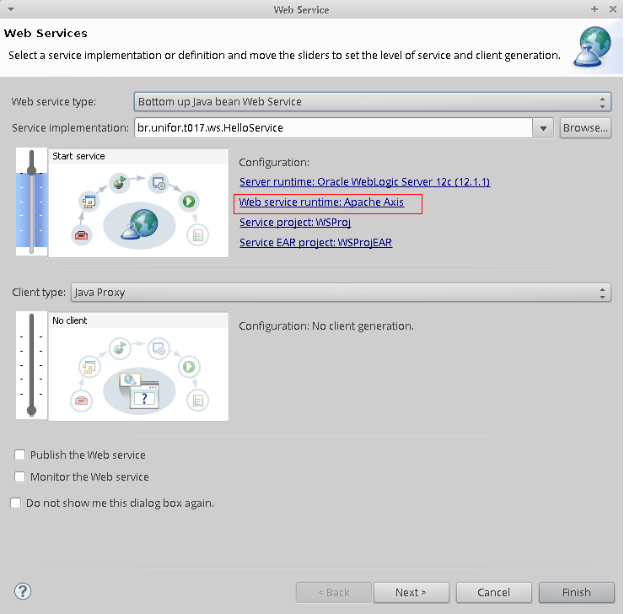 Web Service
Web Services
Select a service implementation or definition and move the sliders to set the level of service and client generation.
Web service type: Bottom up Java bean Web Service
Service implementation: br.unifor.t017.ws.HelloService Browse...
Start service
Configuration:
Server runtime: Oracle WebLogic Server 12c (12.1.1)
Web service runtime: Apache Axis
Service project: WSProj
Service EAR project: WSProjEAR
Client type: Java Proxy
No client
Configuration: No client generation.
?
Publish the Web service
Monitor the Web service
Do not show me this dialog box again.
? < Back Next > Cancel Finish